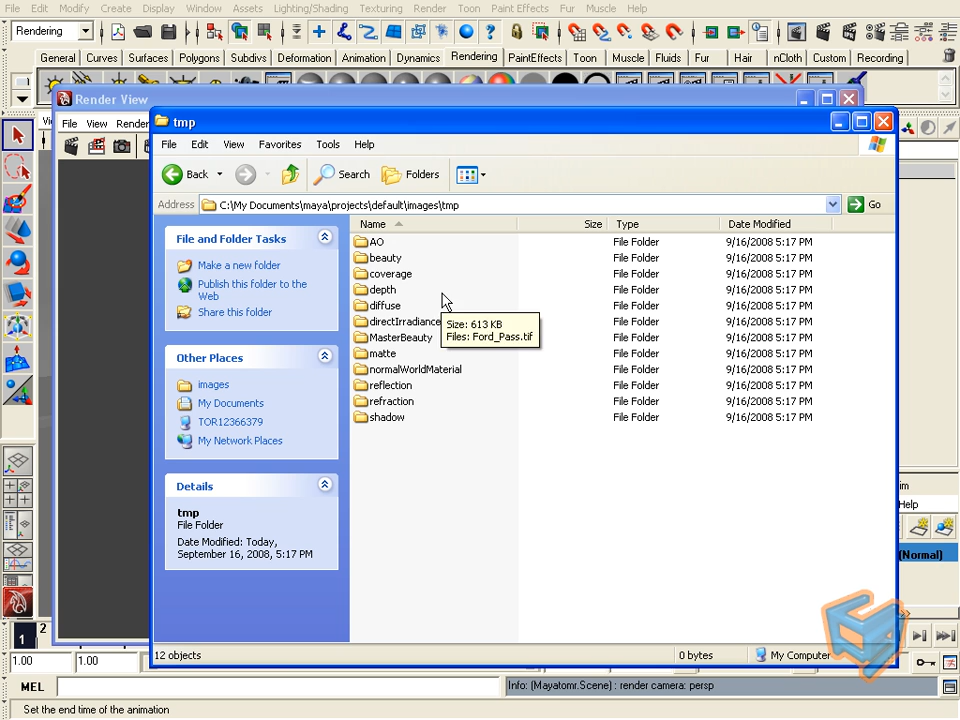 File Edit Modify Create Display Window Assets Lighting/Shading Texturing Render Toon Paint Effects Fur Muscle Help
Rendering
General Curves Surfaces Polygons Subdivs Deformation Animation Dynamics Rendering PaintEffects Toon Muscle Fluids Fur Hair nCloth Custom Recording
Render View
File View Render
tmp
File Edit View Favorites Tools Help
Back Search Folders
Address C:\My Documents\maya\projects\default\images\tmp Go
Name Size Type Date Modified
File and Folder Tasks
Make a new folder
Publish this folder to the
Web
Share this folder
Other Places
images
My Documents
TOR12366379
My Network Places
Details
tmp
File Folder
Date Modified: Today,
September 16, 2008, 5:17 PM
AO File Folder 9/16/2008 5:17 PM
beauty File Folder 9/16/2008 5:17 PM
coverage File Folder 9/16/2008 5:17 PM
depth File Folder 9/16/2008 5:17 PM
diffuse File Folder 9/16/2008 5:17 PM
directIrradiance File Folder 9/16/2008 5:17 PM
MasterBeauty File Folder 9/16/2008 5:17 PM
matte File Folder 9/16/2008 5:17 PM
normalWorldMaterial File Folder 9/16/2008 5:17 PM
reflection File Folder 9/16/2008 5:17 PM
refraction File Folder 9/16/2008 5:17 PM
shadow File Folder 9/16/2008 5:17 PM
Size: 613 KB
Files: Ford_Pass.tif
12 objects 0 bytes My Computer
im
Help
(Normal)
1 2
1.00 1.00
MEL Info: (Mayatomr.Scene) : render camera: persp
Set the end time of the animation